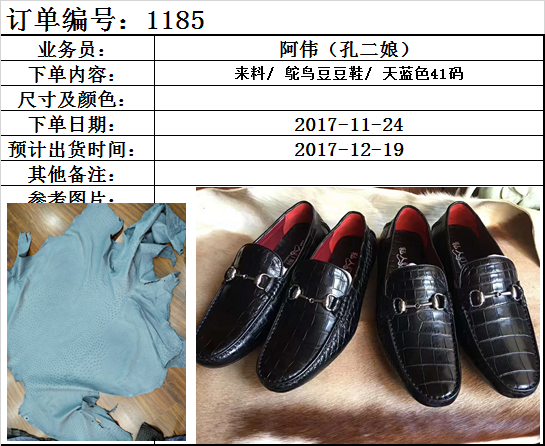 订单编号: 1185
业务员: 阿伟（孔二娘）
下单内容: 来料/ 鸵鸟豆豆鞋/ 天蓝色41码
尺寸及颜色:
下单日期: 2017-11-24
预计出货时间: 2017-12-19
其他备注:
参考图片: